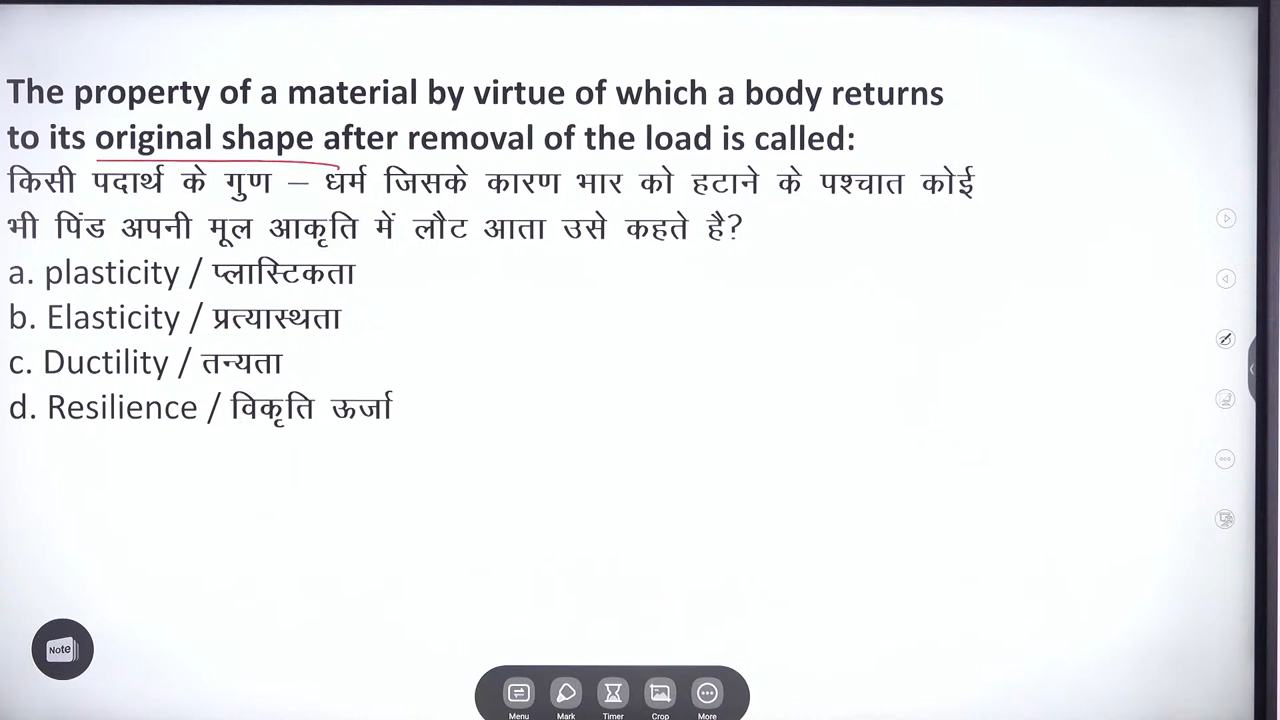 The property of a material by virtue of which a body returns
to its original shape after removal of the load is called:
किसी पदार्थ के गुण – धर्म जिसके कारण भार को हटाने के पश्चात कोई
भी पिंड अपनी मूल आकृति में लौट आता उसे कहते है?
a. plasticity / प्लास्टिकता
b. Elasticity / प्रत्यास्थता
c. Ductility / तन्यता
d. Resilience / विकृति ऊर्जा
Note
Menu Mark Timer Crop More